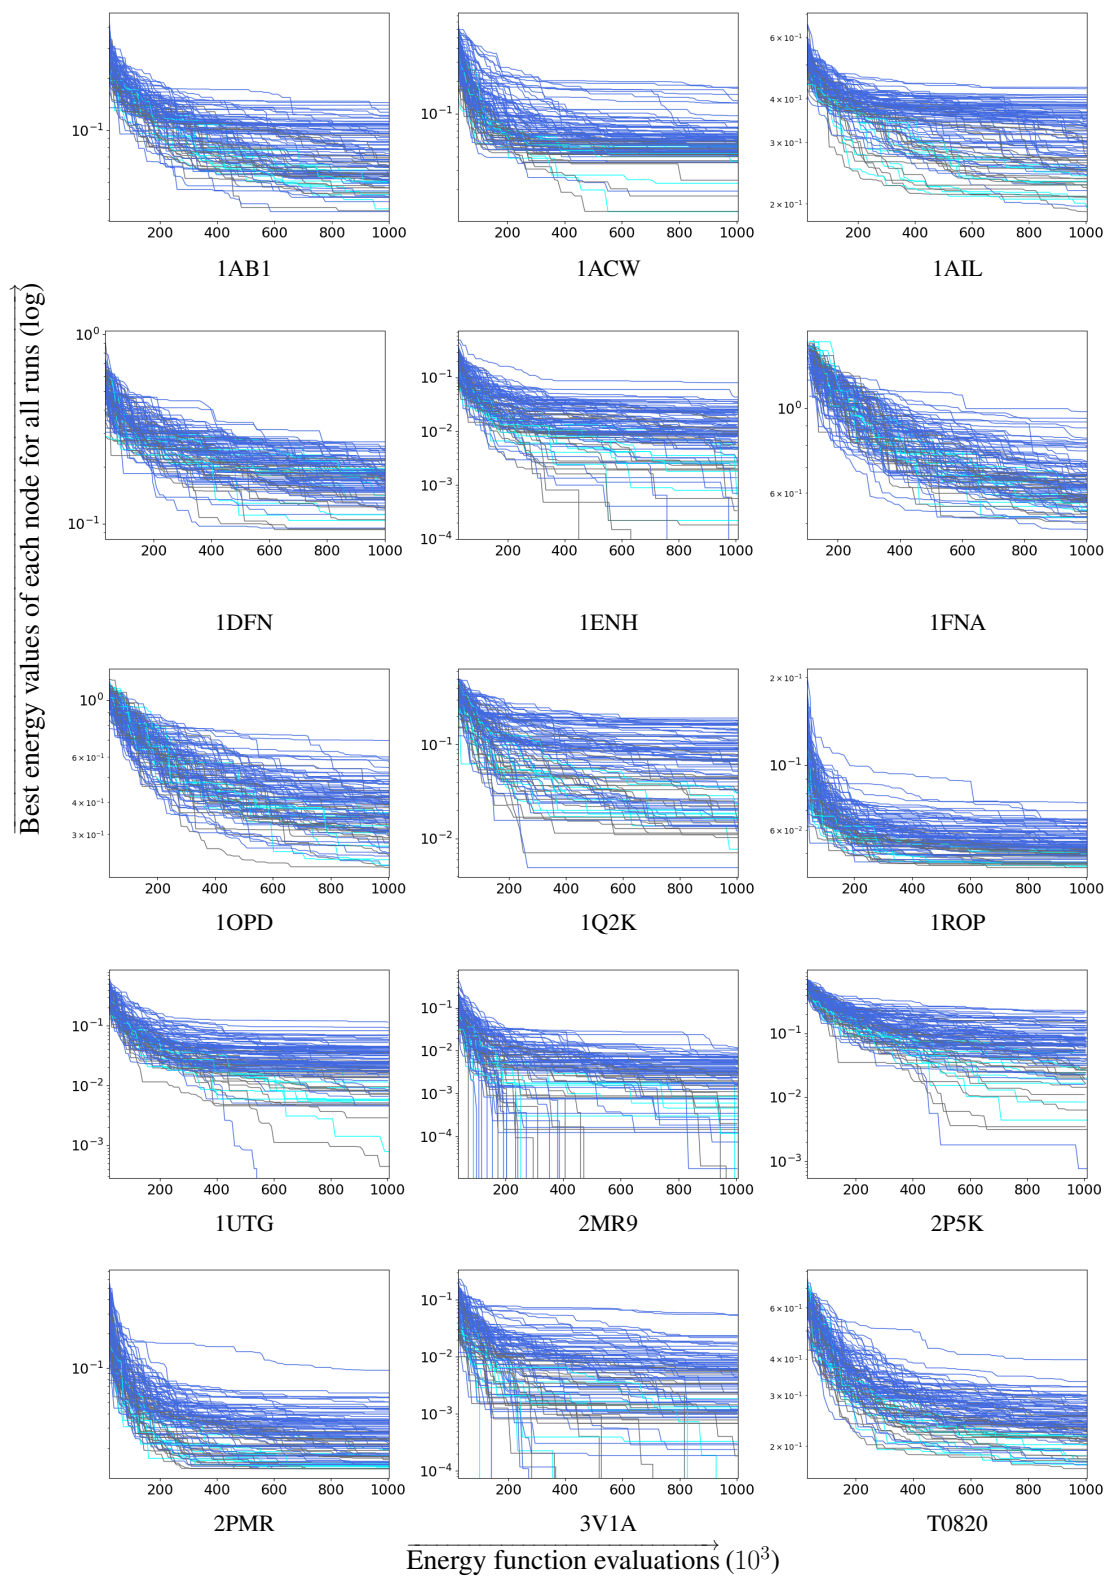 Best energy values of each node for all runs (log)
10⁻¹
200 400 600 800 1000
1AB1
10⁻¹
200 400 600 800 1000
1ACW
6 × 10⁻¹
4 × 10⁻¹
3 × 10⁻¹
2 × 10⁻¹
200 400 600 800 1000
1AIL
10⁰
10⁻¹
200 400 600 800 1000
1DFN
10⁻¹
10⁻²
10⁻³
10⁻⁴
200 400 600 800 1000
1ENH
10⁰
6 × 10⁻¹
200 400 600 800 1000
1FNA
10⁰
6 × 10⁻¹
4 × 10⁻¹
3 × 10⁻¹
200 400 600 800 1000
1OPD
10⁻¹
10⁻²
200 400 600 800 1000
1Q2K
2 × 10⁻¹
10⁻¹
6 × 10⁻²
200 400 600 800 1000
1ROP
10⁻¹
10⁻²
10⁻³
200 400 600 800 1000
1UTG
10⁻¹
10⁻²
10⁻³
10⁻⁴
200 400 600 800 1000
2MR9
10⁻¹
10⁻²
10⁻³
200 400 600 800 1000
2P5K
10⁻¹
200 400 600 800 1000
2PMR
10⁻¹
10⁻²
10⁻³
10⁻⁴
200 400 600 800 1000
3V1A
6 × 10⁻¹
4 × 10⁻¹
3 × 10⁻¹
2 × 10⁻¹
200 400 600 800 1000
T0820
Energy function evaluations (10³)